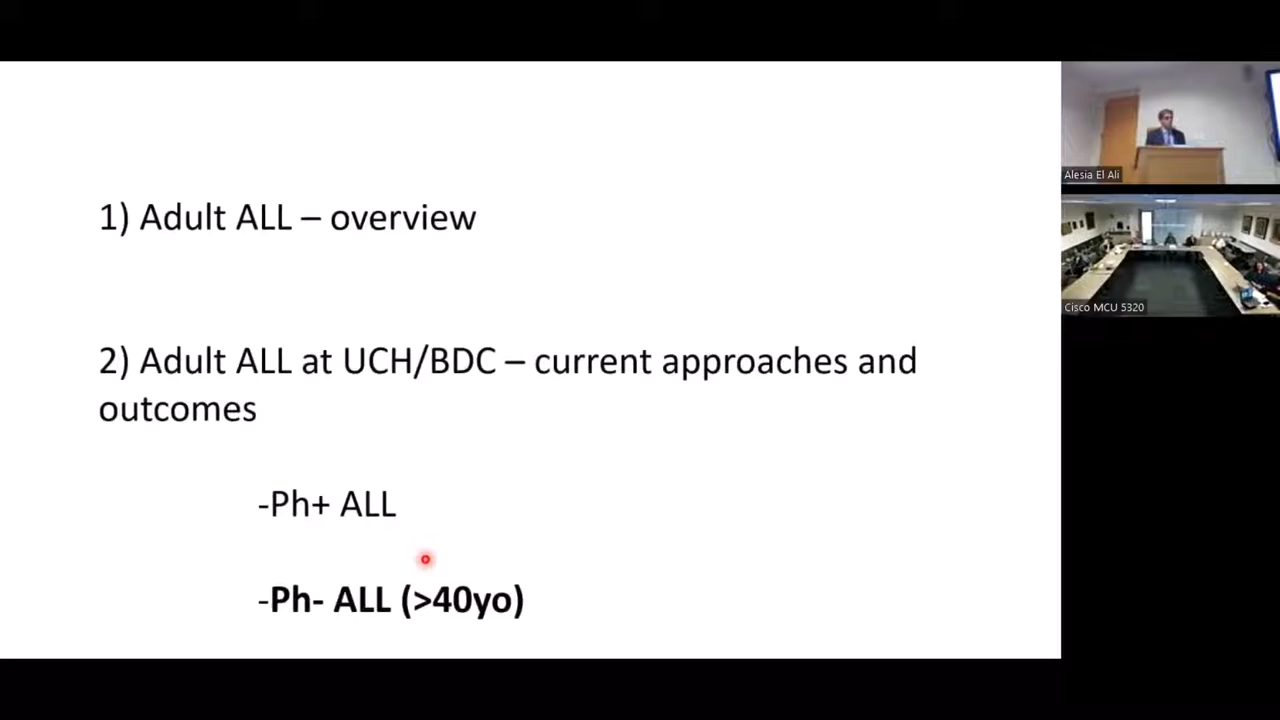 1) Adult ALL – overview
2) Adult ALL at UCH/BDC – current approaches and
outcomes
-Ph+ ALL
-Ph- ALL (>40yo)
Alesia El Ali
Cisco MCU 5320